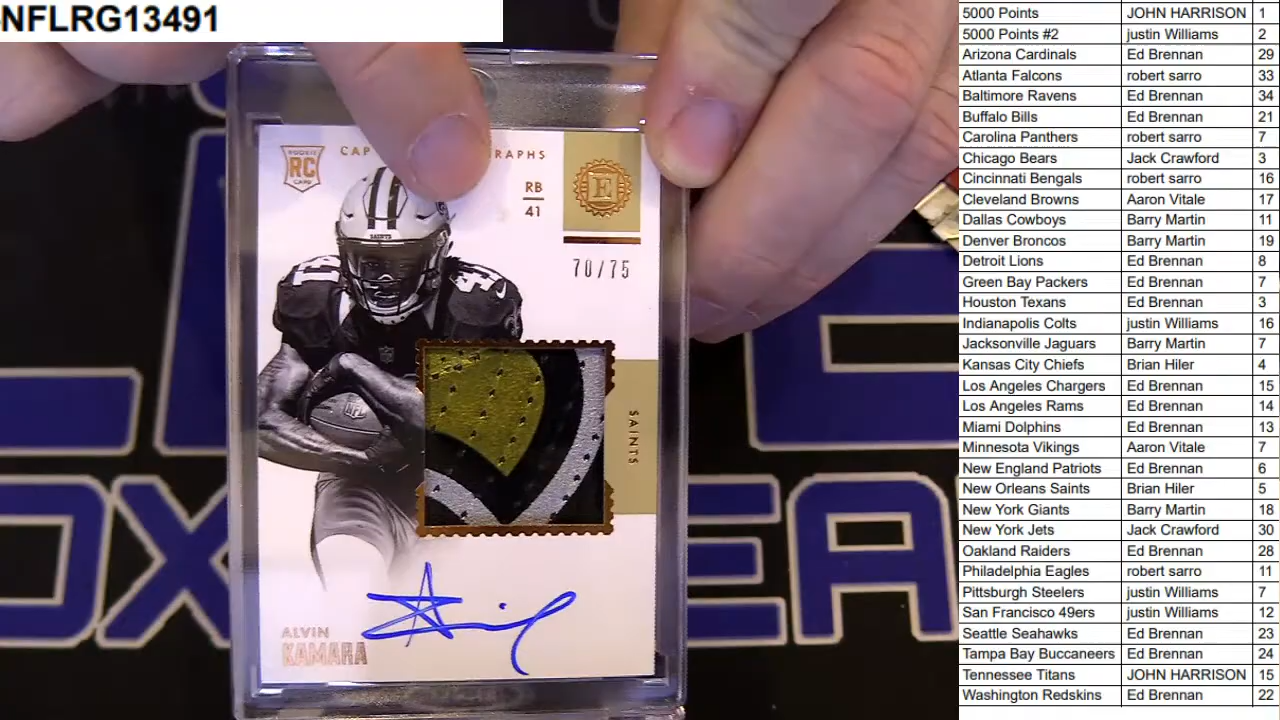 NFLRG13491
ROOKIE
RC
CARD
CAP RAPHS
RB
41
E
70/75
SAINTS
SAINTS
NFL
ALVIN
KAMARA
5000 Points JOHN HARRISON 1
5000 Points #2 justin Williams 2
Arizona Cardinals Ed Brennan 29
Atlanta Falcons robert sarro 33
Baltimore Ravens Ed Brennan 34
Buffalo Bills Ed Brennan 21
Carolina Panthers robert sarro 7
Chicago Bears Jack Crawford 3
Cincinnati Bengals robert sarro 16
Cleveland Browns Aaron Vitale 17
Dallas Cowboys Barry Martin 11
Denver Broncos Barry Martin 19
Detroit Lions Ed Brennan 8
Green Bay Packers Ed Brennan 7
Houston Texans Ed Brennan 3
Indianapolis Colts justin Williams 16
Jacksonville Jaguars Barry Martin 7
Kansas City Chiefs Brian Hiler 4
Los Angeles Chargers Ed Brennan 15
Los Angeles Rams Ed Brennan 14
Miami Dolphins Ed Brennan 13
Minnesota Vikings Aaron Vitale 7
New England Patriots Ed Brennan 6
New Orleans Saints Brian Hiler 5
New York Giants Barry Martin 18
New York Jets Jack Crawford 30
Oakland Raiders Ed Brennan 28
Philadelphia Eagles robert sarro 11
Pittsburgh Steelers justin Williams 7
San Francisco 49ers justin Williams 12
Seattle Seahawks Ed Brennan 23
Tampa Bay Buccaneers Ed Brennan 24
Tennessee Titans JOHN HARRISON 15
Washington Redskins Ed Brennan 22